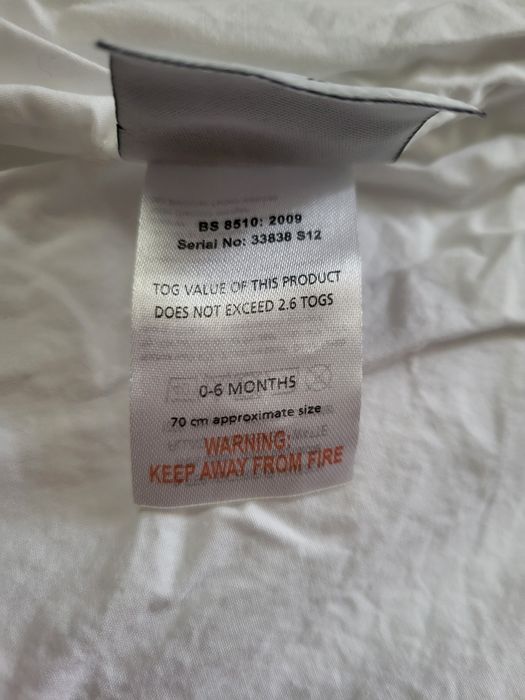 BS 8510: 2009
Serial No: 33838 S12
TOG VALUE OF THIS PRODUCT
DOES NOT EXCEED 2.6 TOGS
0-6 MONTHS
70 cm approximate size
WARNING:
KEEP AWAY FROM FIRE